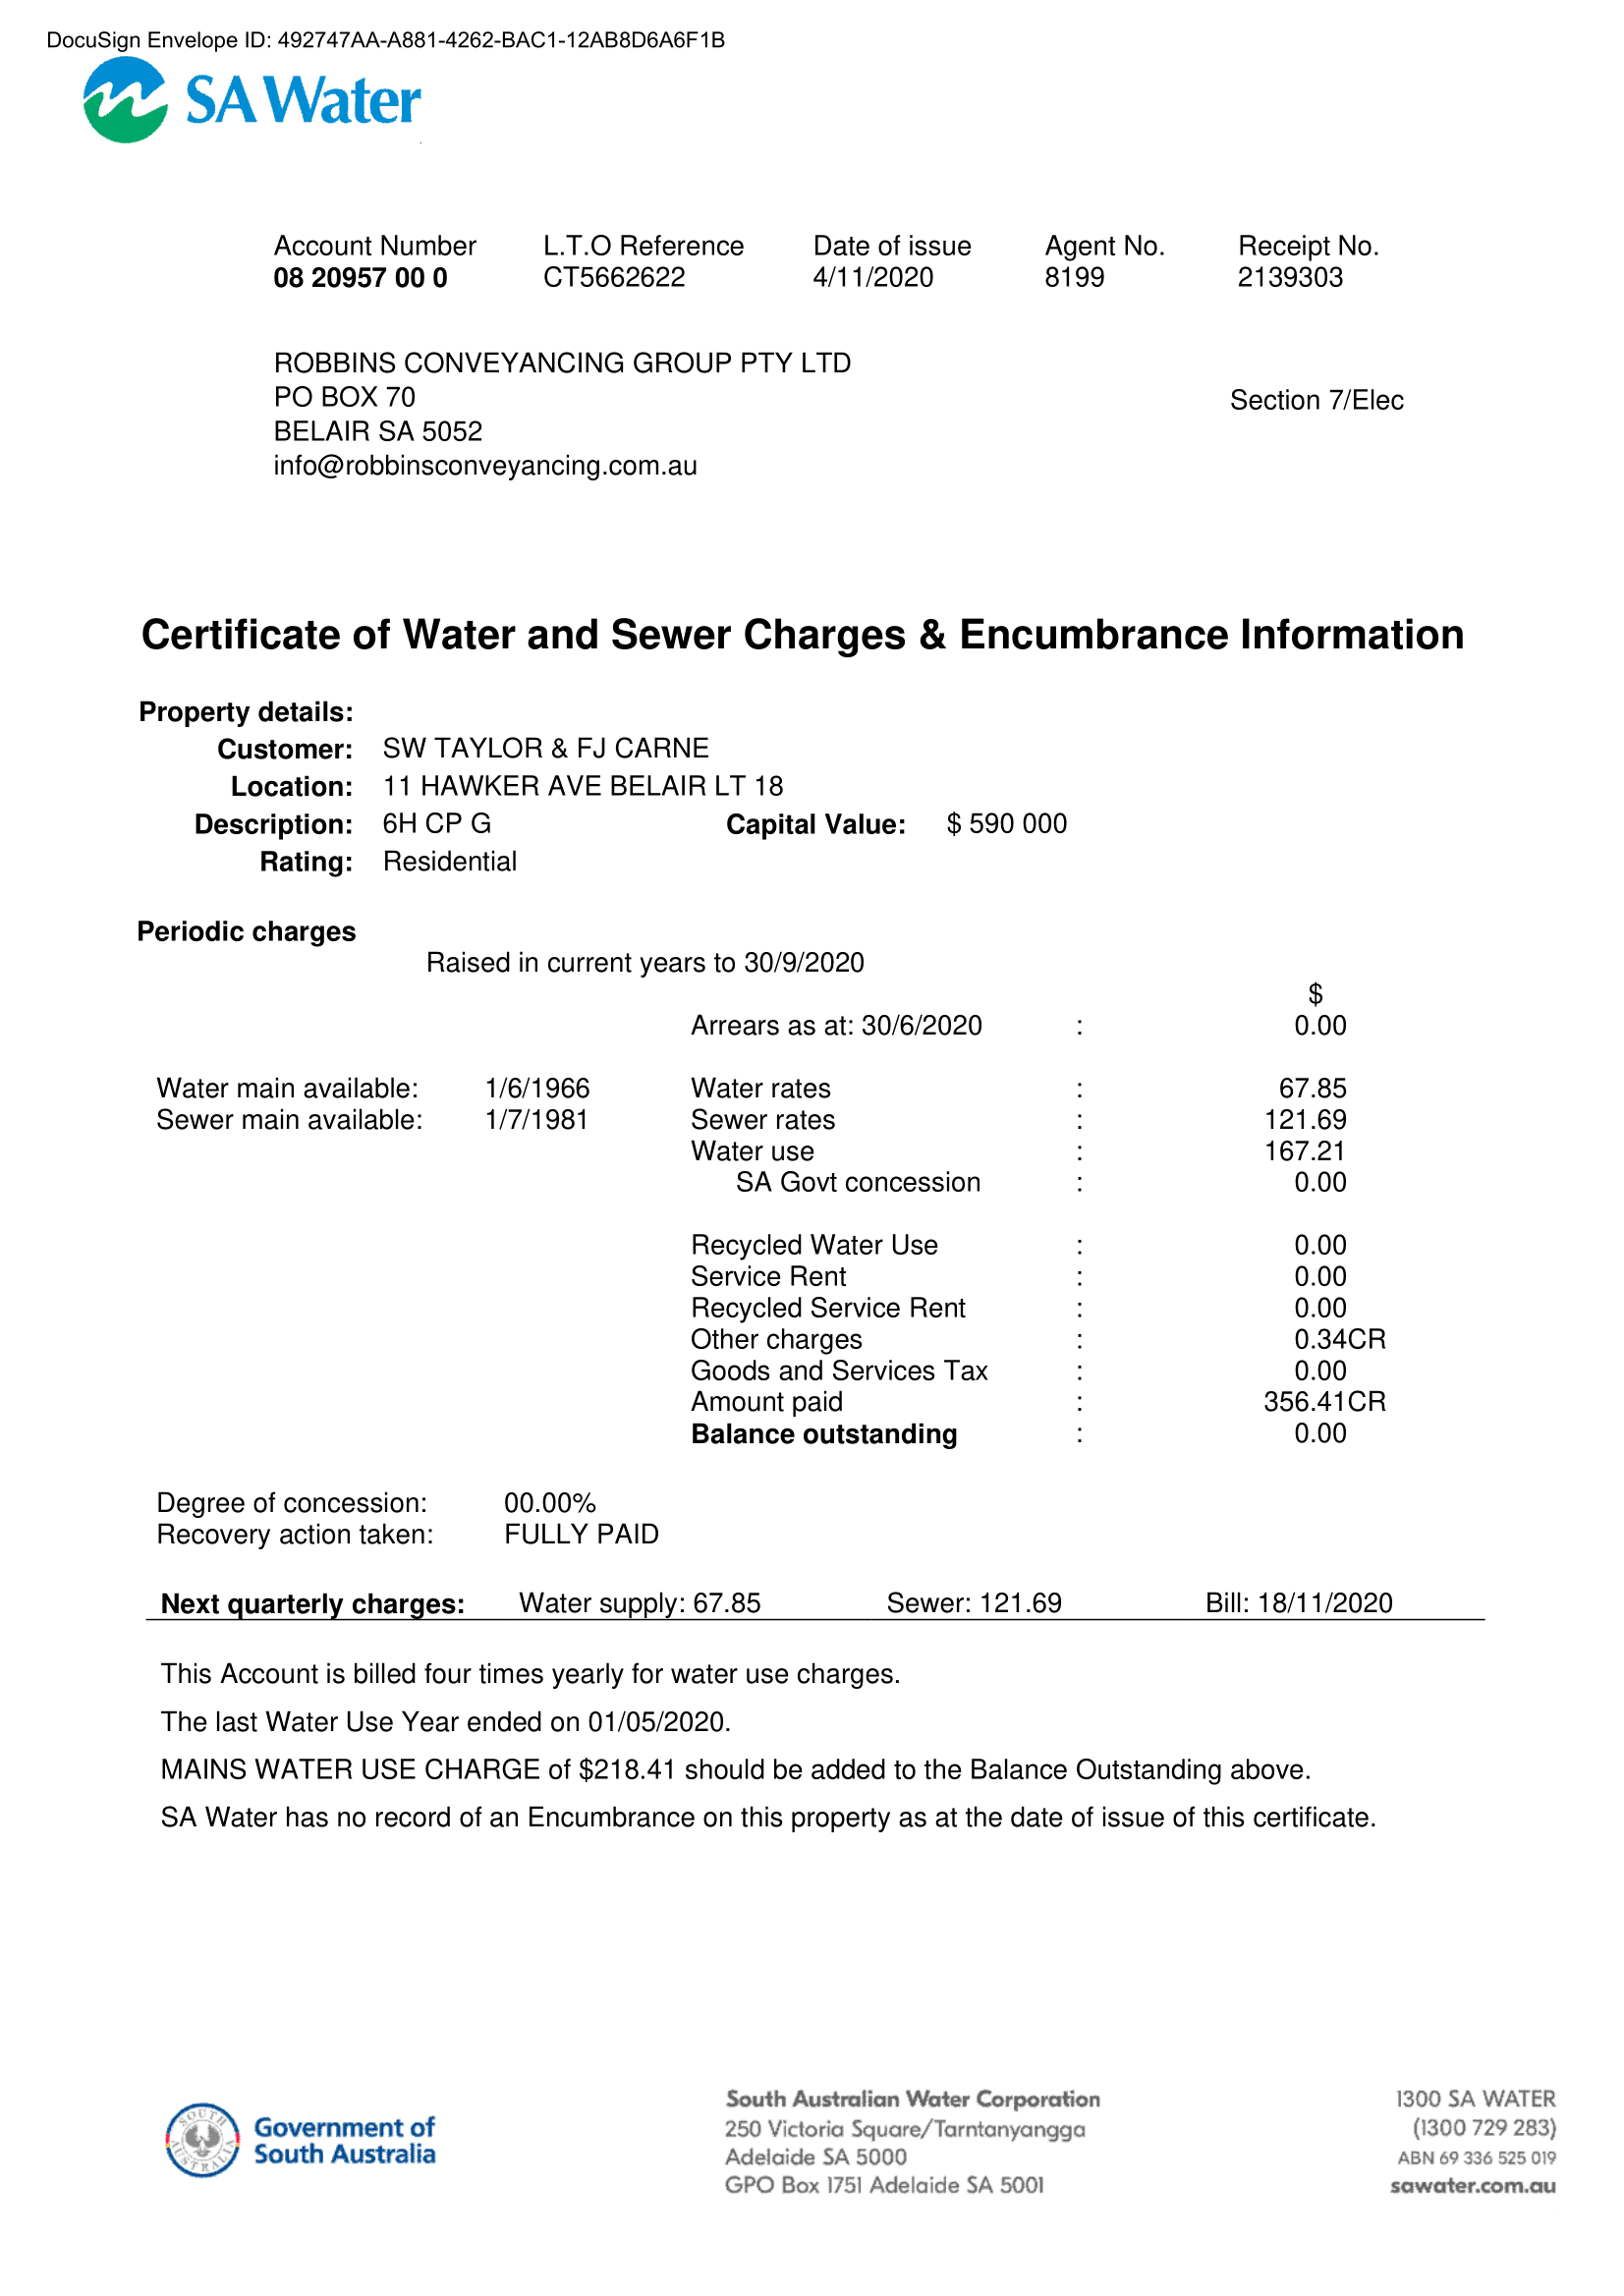 DocuSign Envelope ID: 492747AA-A881-4262-BAC1-12AB8D6A6F1B
SA Water
Account Number L.T.O Reference Date of issue Agent No. Receipt No.
08 20957 00 0 CT5662622 4/11/2020 8199 2139303
ROBBINS CONVEYANCING GROUP PTY LTD
PO BOX 70
Section 7/Elec
BELAIR SA 5052
info@robbinsconveyancing.com.au
Certificate of Water and Sewer Charges & Encumbrance Information
Property details:
Customer: SW TAYLOR & FJ CARNE
Location: 11 HAWKER AVE BELAIR LT 18
Description: 6H CP G Capital Value: $ 590 000
Rating: Residential
Periodic charges
Raised in current years to 30/9/2020
$
Arrears as at: 30/6/2020 : 0.00
Water main available: 1/6/1966 Water rates : 67.85
Sewer main available: 1/7/1981 Sewer rates : 121.69
Water use : 167.21
SA Govt concession : 0.00
Recycled Water Use : 0.00
Service Rent : 0.00
Recycled Service Rent : 0.00
Other charges : 0.34CR
Goods and Services Tax : 0.00
Amount paid : 356.41CR
Balance outstanding : 0.00
Degree of concession: 00.00%
Recovery action taken: FULLY PAID
Next quarterly charges: Water supply: 67.85 Sewer: 121.69 Bill: 18/11/2020
This Account is billed four times yearly for water use charges.
The last Water Use Year ended on 01/05/2020.
MAINS WATER USE CHARGE of $218.41 should be added to the Balance Outstanding above.
SA Water has no record of an Encumbrance on this property as at the date of issue of this certificate.
SOUTH AUSTRALIA
Government of
South Australia
South Australian Water Corporation
250 Victoria Square/Tarntanyangga
Adelaide SA 5000
GPO Box 1751 Adelaide SA 5001
1300 SA WATER
(1300 729 283)
ABN 69 336 525 019
sawater.com.au